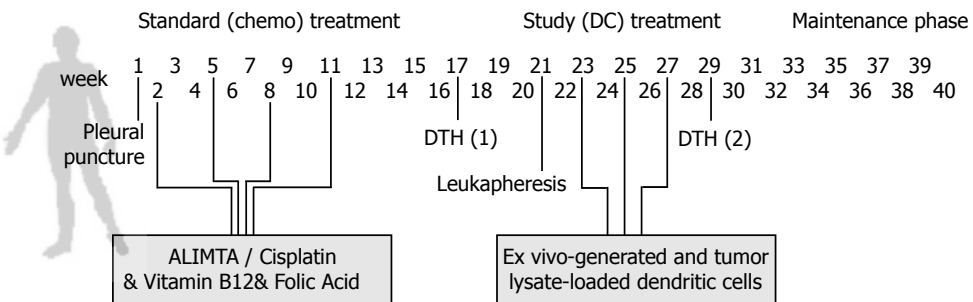 Standard (chemo) treatment Study (DC) treatment Maintenance phase
week 1 3 5 7 9 11 13 15 17 19 21 23 25 27 29 31 33 35 37 39
2 4 6 8 10 12 14 16 18 20 22 24 26 28 30 32 34 36 38 40
Pleural
puncture
DTH (1)
DTH (2)
Leukapheresis
ALIMTA / Cisplatin
& Vitamin B12& Folic Acid
Ex vivo-generated and tumor
lysate-loaded dendritic cells